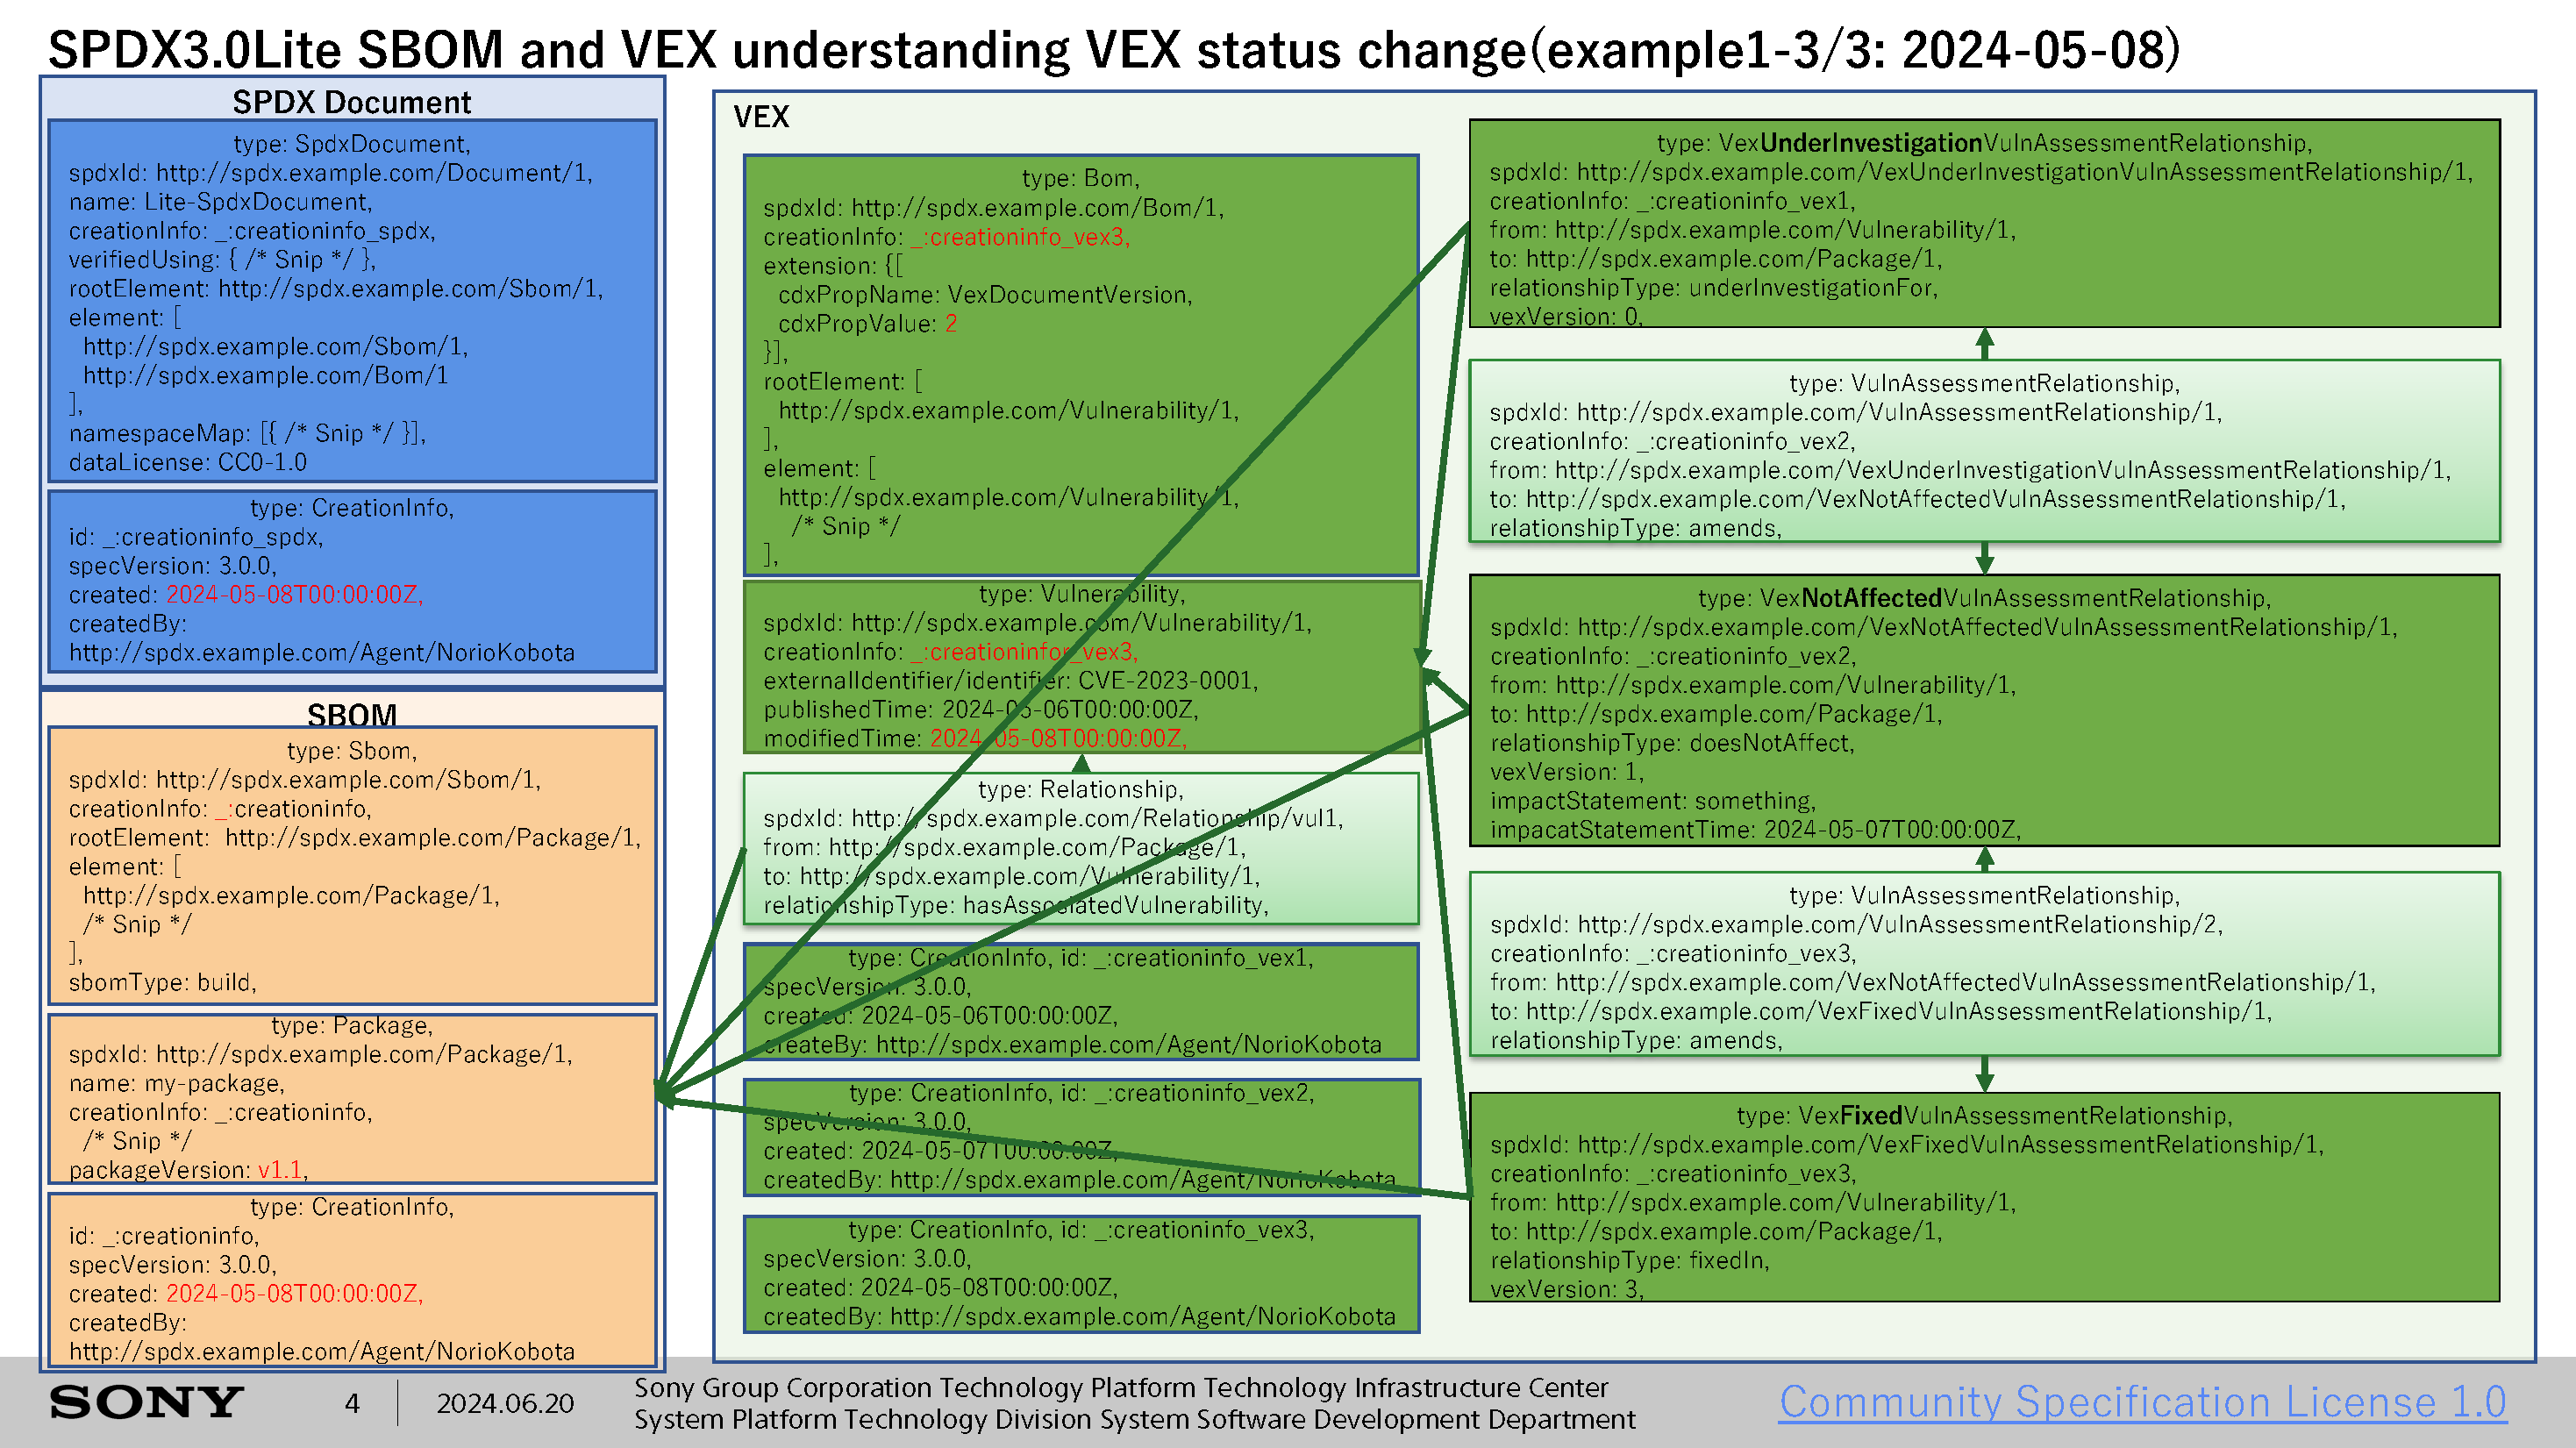 SPDX3.0Lite SBOM and VEX understanding VEX status change(example1-3/3: 2024-05-08)
SPDX Document
type: SpdxDocument,
spdxId: http://spdx.example.com/Document/1,
name: Lite-SpdxDocument,
creationInfo: _:creationinfo_spdx,
verifiedUsing: { /* Snip */ },
rootElement: http://spdx.example.com/Sbom/1,
element: [
http://spdx.example.com/Sbom/1,
http://spdx.example.com/Bom/1
],
namespaceMap: [{ /* Snip */ }],
dataLicense: CC0-1.0
type: CreationInfo,
id: _:creationinfo_spdx,
specVersion: 3.0.0,
created: 2024-05-08T00:00:00Z,
createdBy:
http://spdx.example.com/Agent/NorioKobota
SBOM
type: Sbom,
spdxId: http://spdx.example.com/Sbom/1,
creationInfo: _:creationinfo,
rootElement: http://spdx.example.com/Package/1,
element: [
http://spdx.example.com/Package/1,
/* Snip */
],
sbomType: build,
type: Package,
spdxId: http://spdx.example.com/Package/1,
name: my-package,
creationInfo: _:creationinfo,
/* Snip */
packageVersion: v1.1,
type: CreationInfo,
id: _:creationinfo,
specVersion: 3.0.0,
created: 2024-05-08T00:00:00Z,
createdBy:
http://spdx.example.com/Agent/NorioKobota
VEX
type: Bom,
spdxId: http://spdx.example.com/Bom/1,
creationInfo: _:creationinfo_vex3,
extension: {[
cdxPropName: VexDocumentVersion,
cdxPropValue: 2
}],
rootElement: [
http://spdx.example.com/Vulnerability/1,
],
element: [
http://spdx.example.com/Vulnerability/1,
/* Snip */
],
type: Vulnerability,
spdxId: http://spdx.example.com/Vulnerability/1,
creationInfo: _:creationinfor_vex3,
externalIdentifier/identifier: CVE-2023-0001,
publishedTime: 2024-05-06T00:00:00Z,
modifiedTime: 2024-05-08T00:00:00Z,
type: Relationship,
spdxId: http://spdx.example.com/Relationship/vul1,
from: http://spdx.example.com/Package/1,
to: http://spdx.example.com/Vulnerability/1,
relationshipType: hasAssosiatedVulnerability,
type: CreationInfo, id: _:creationinfo_vex1,
specVersion: 3.0.0,
created: 2024-05-06T00:00:00Z,
createBy: http://spdx.example.com/Agent/NorioKobota
type: CreationInfo, id: _:creationinfo_vex2,
specVersion: 3.0.0,
created: 2024-05-07T00:00:00Z,
createdBy: http://spdx.example.com/Agent/NorioKobota
type: CreationInfo, id: _:creationinfo_vex3,
specVersion: 3.0.0,
created: 2024-05-08T00:00:00Z,
createdBy: http://spdx.example.com/Agent/NorioKobota
type: VexUnderInvestigationVulnAssessmentRelationship,
spdxId: http://spdx.example.com/VexUnderInvestigationVulnAssessmentRelationship/1,
creationInfo: _:creationinfo_vex1,
from: http://spdx.example.com/Vulnerability/1,
to: http://spdx.example.com/Package/1,
relationshipType: underInvestigationFor,
vexVersion: 0,
type: VulnAssessmentRelationship,
spdxId: http://spdx.example.com/VulnAssessmentRelationship/1,
creationInfo: _:creationinfo_vex2,
from: http://spdx.example.com/VexUnderInvestigationVulnAssessmentRelationship/1,
to: http://spdx.example.com/VexNotAffectedVulnAssessmentRelationship/1,
relationshipType: amends,
type: VexNotAffectedVulnAssessmentRelationship,
spdxId: http://spdx.example.com/VexNotAffectedVulnAssessmentRelationship/1,
creationInfo: _:creationinfo_vex2,
from: http://spdx.example.com/Vulnerability/1,
to: http://spdx.example.com/Package/1,
relationshipType: doesNotAffect,
vexVersion: 1,
impactStatement: something,
impacatStatementTime: 2024-05-07T00:00:00Z,
type: VulnAssessmentRelationship,
spdxId: http://spdx.example.com/VulnAssessmentRelationship/2,
creationInfo: _:creationinfo_vex3,
from: http://spdx.example.com/VexNotAffectedVulnAssessmentRelationship/1,
to: http://spdx.example.com/VexFixedVulnAssessmentRelationship/1,
relationshipType: amends,
type: VexFixedVulnAssessmentRelationship,
spdxId: http://spdx.example.com/VexFixedVulnAssessmentRelationship/1,
creationInfo: _:creationinfo_vex3,
from: http://spdx.example.com/Vulnerability/1,
to: http://spdx.example.com/Package/1,
relationshipType: fixedIn,
vexVersion: 3,
SONY
4
2024.06.20
Sony Group Corporation Technology Platform Technology Infrastructure Center
System Platform Technology Division System Software Development Department
Community Specification License 1.0